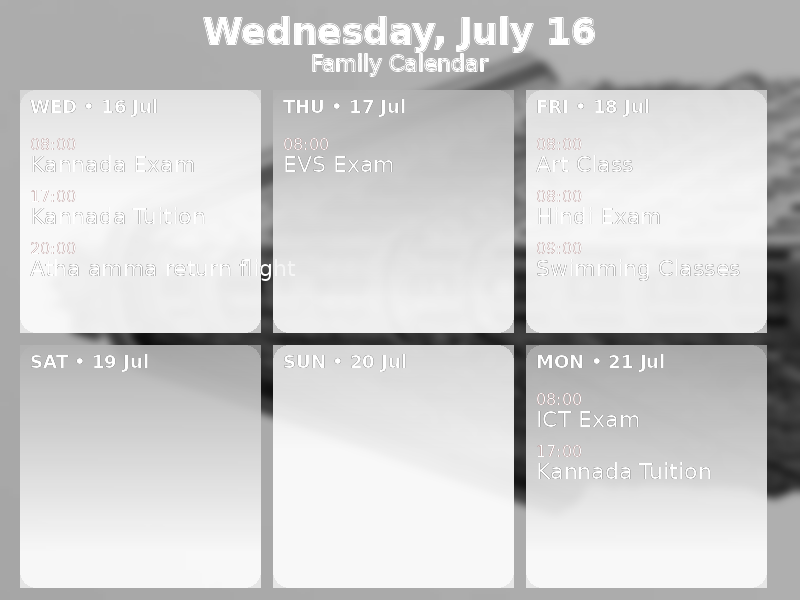 Wednesday, July 16
Family Calendar
WED • 16 Jul
08:00
Kannada Exam
17:00
Kannada Tuition
20:00
Atha amma return flight
THU • 17 Jul
08:00
EVS Exam
FRI • 18 Jul
08:00
Art Class
08:00
Hindi Exam
09:00
Swimming Classes
SAT • 19 Jul
SUN • 20 Jul
MON • 21 Jul
08:00
ICT Exam
17:00
Kannada Tuition